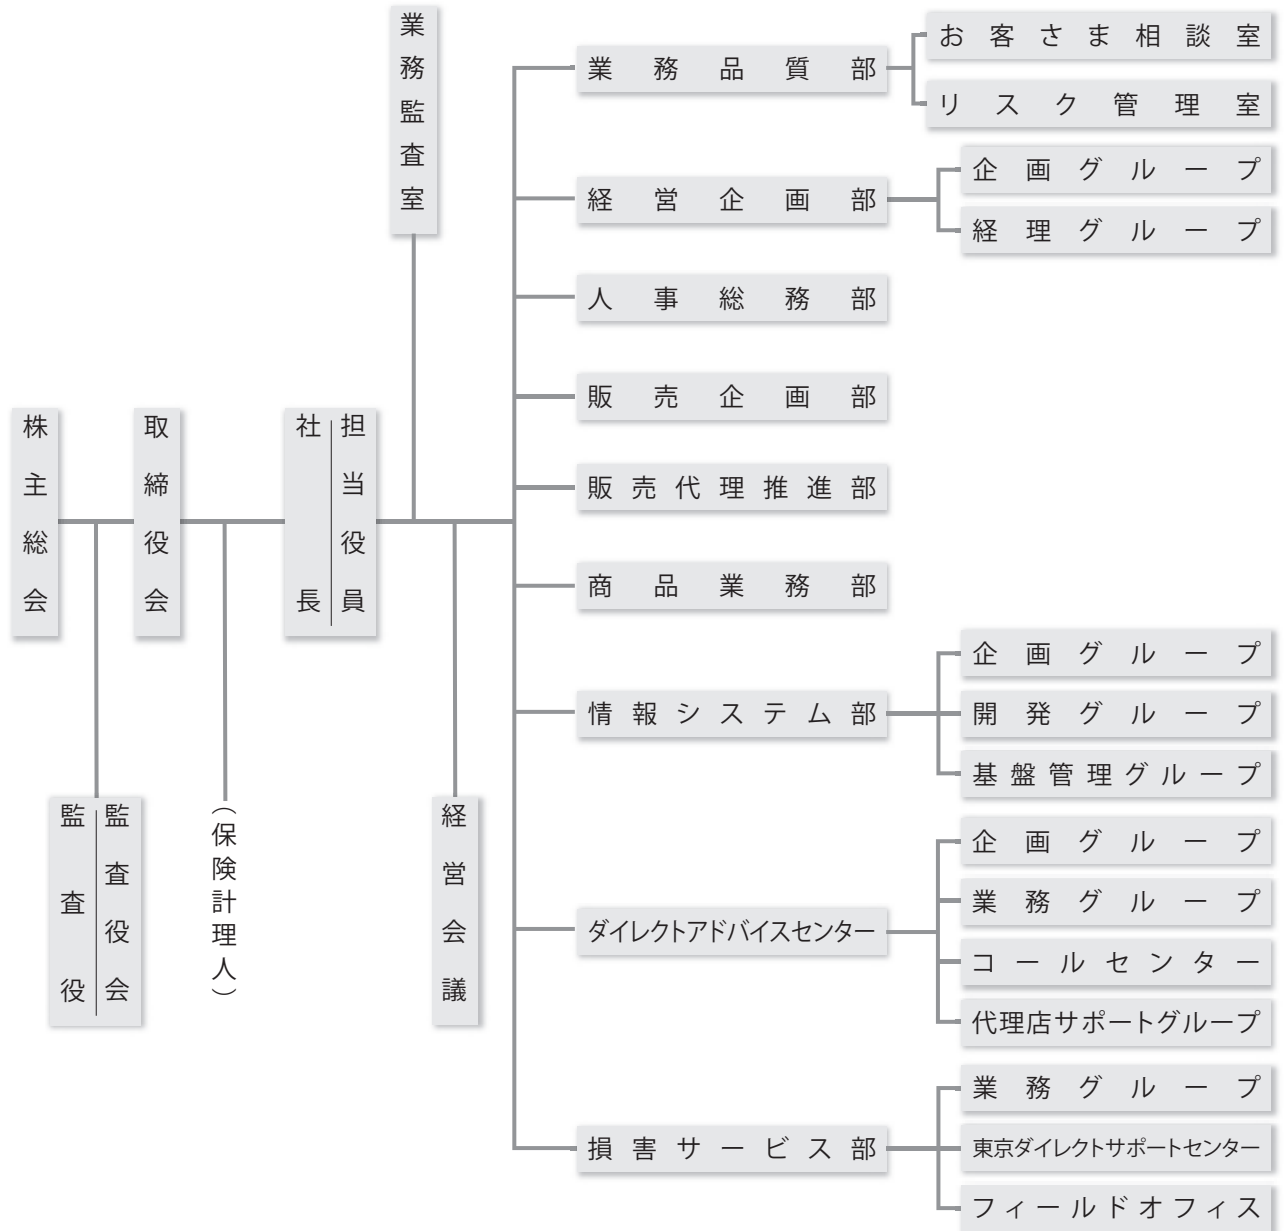 株主総会
監査役
監査役会
取締役会
（保険計理人）
社長
担当役員
業務監査室
経営会議
業務品質部
お客さま相談室
リスク管理室
経営企画部
企画グループ
経理グループ
人事総務部
販売企画部
販売代理推進部
商品業務部
情報システム部
企画グループ
開発グループ
基盤管理グループ
ダイレクトアドバイスセンター
企画グループ
業務グループ
コールセンター
代理店サポートグループ
損害サービス部
業務グループ
東京ダイレクトサポートセンター
フィールドオフィス